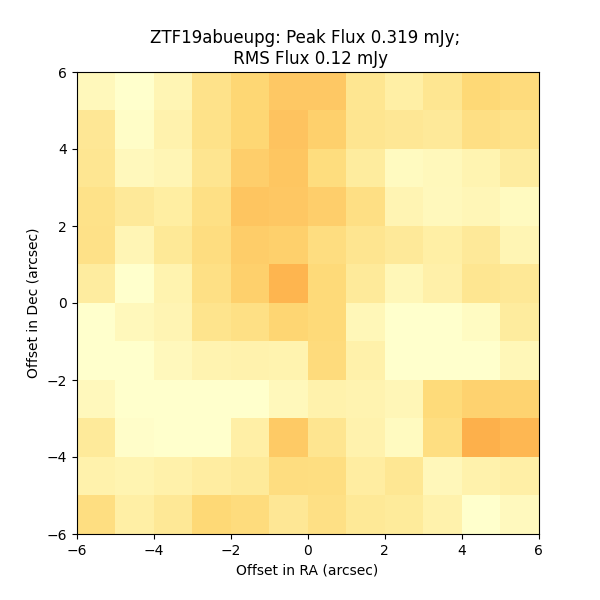 ZTF19abueupg: Peak Flux 0.319 mJy;
RMS Flux 0.12 mJy
6
4
2
0
−2
−4
−6
Offset in Dec (arcsec)
−6 −4 −2 0 2 4 6
Offset in RA (arcsec)